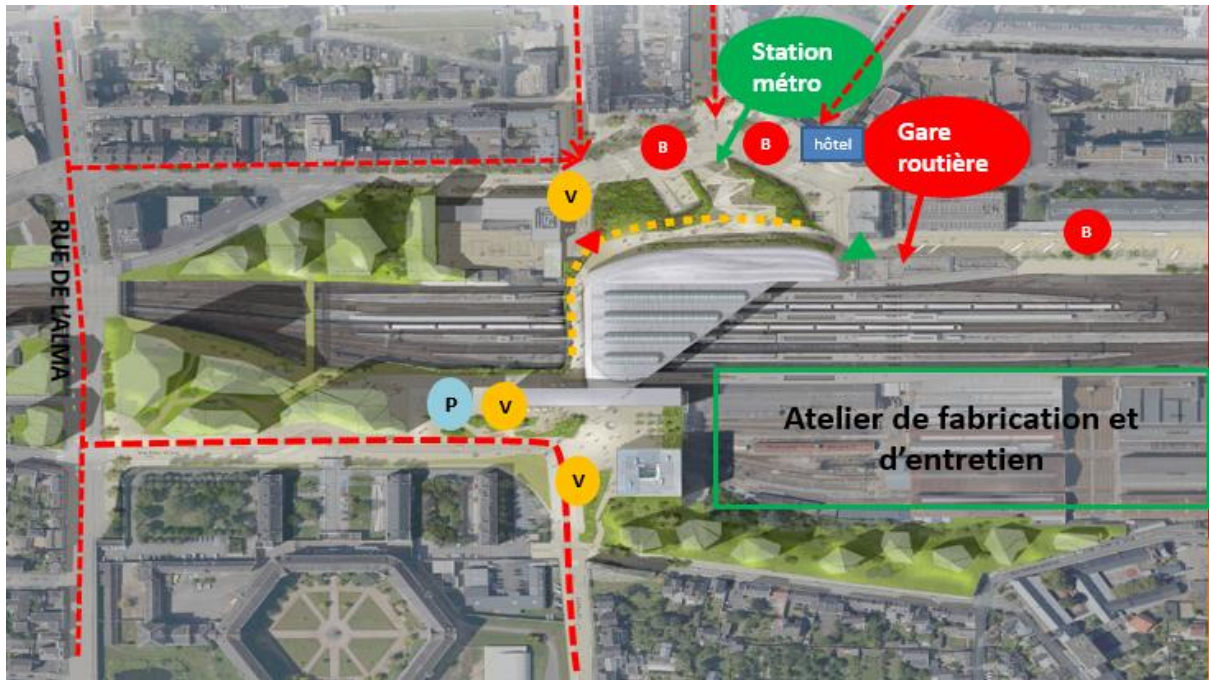 Station
métro
B
B
hôtel
Gare
routière
V
B
RUE DE L'ALMA
P
V
V
Atelier de fabrication et
d'entretien